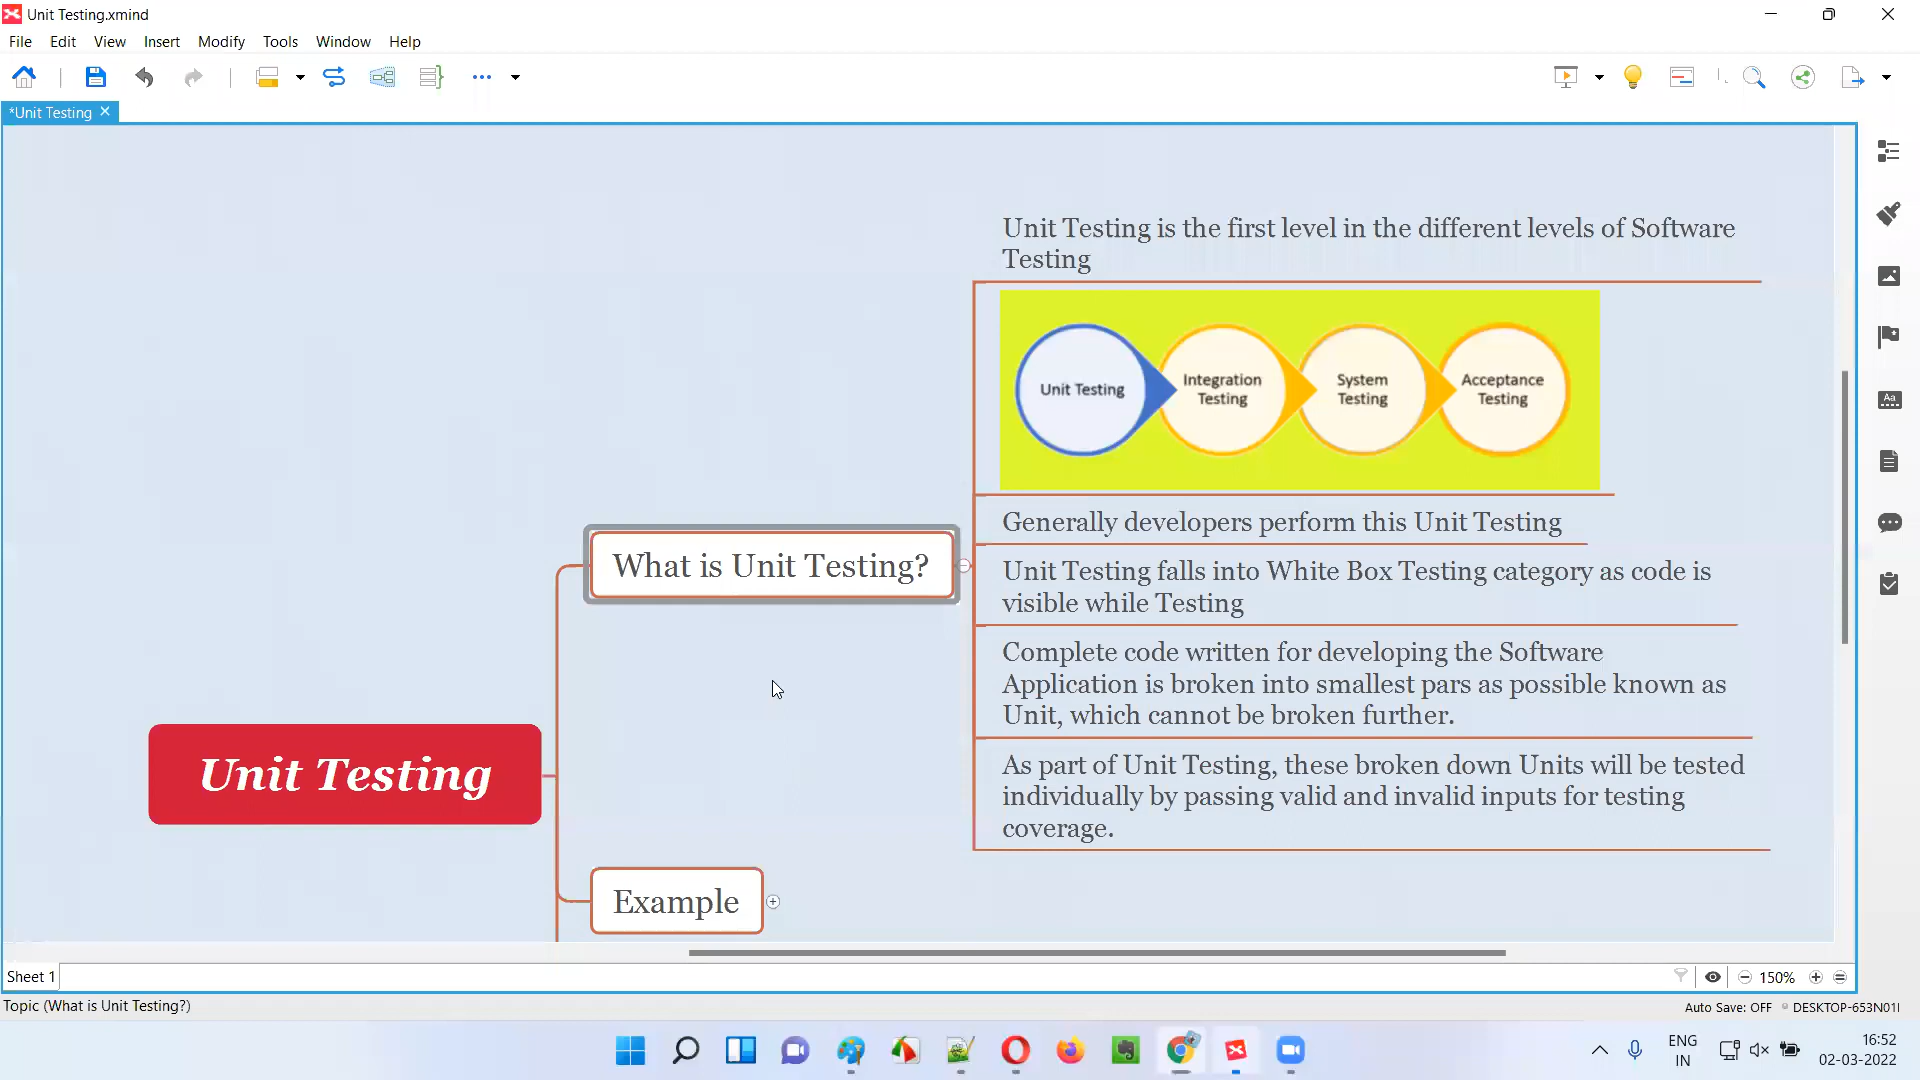 Unit Testing.xmind
File Edit View Insert Modify Tools Window Help
*Unit Testing
Unit Testing is the first level in the different levels of Software
Testing
Unit Testing
Integration
Testing
System
Testing
Acceptance
Testing
Generally developers perform this Unit Testing
What is Unit Testing?
Unit Testing falls into White Box Testing category as code is
visible while Testing
Complete code written for developing the Software
Application is broken into smallest pars as possible known as
Unit, which cannot be broken further.
Unit Testing
As part of Unit Testing, these broken down Units will be tested
individually by passing valid and invalid inputs for testing
coverage.
Example
Sheet 1
150%
Topic (What is Unit Testing?)
Auto Save: OFF
DESKTOP-653N01I
ENG
IN
16:52
02-03-2022